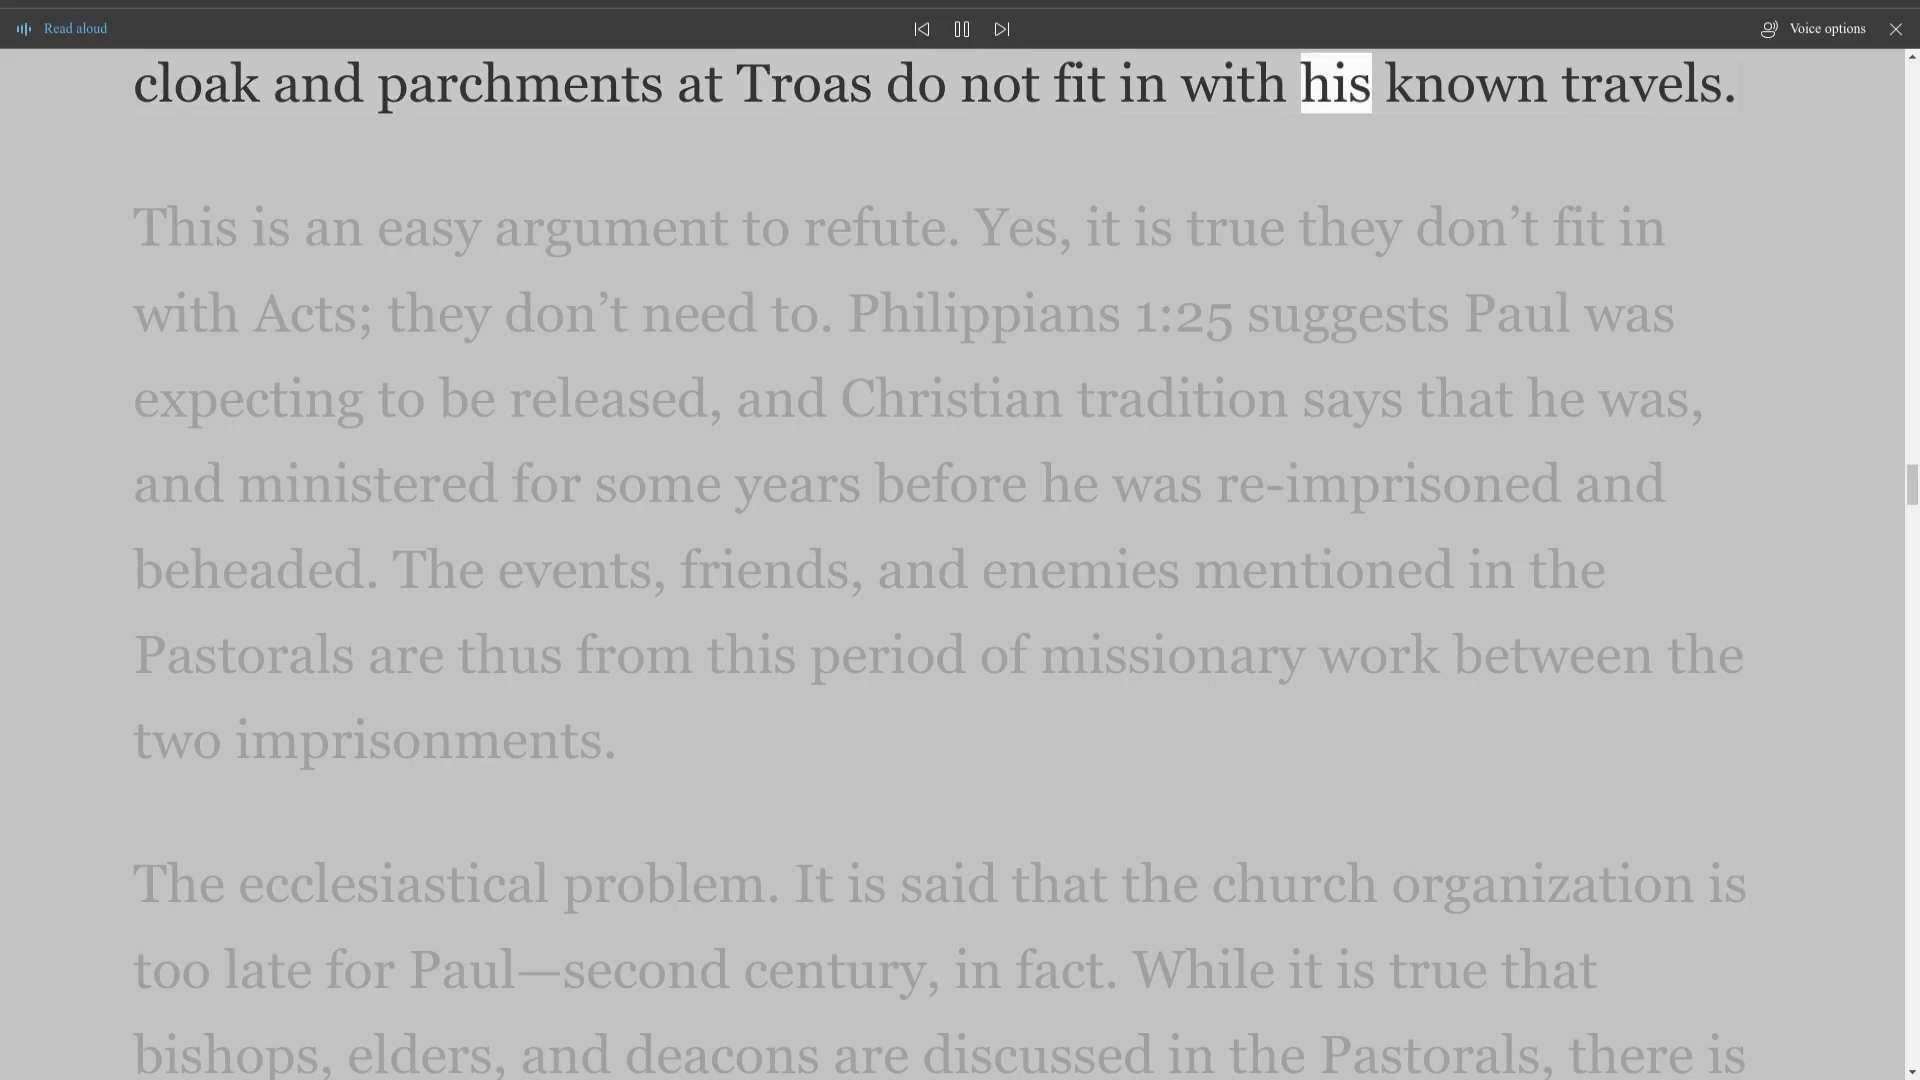 Read aloud
Voice options
cloak and parchments at Troas do not fit in with his known travels.
This is an easy argument to refute. Yes, it is true they don’t fit in
with Acts; they don’t need to. Philippians 1:25 suggests Paul was
expecting to be released, and Christian tradition says that he was,
and ministered for some years before he was re-imprisoned and
beheaded. The events, friends, and enemies mentioned in the
Pastorals are thus from this period of missionary work between the
two imprisonments.
The ecclesiastical problem. It is said that the church organization is
too late for Paul—second century, in fact. While it is true that
bishops, elders, and deacons are discussed in the Pastorals, there is